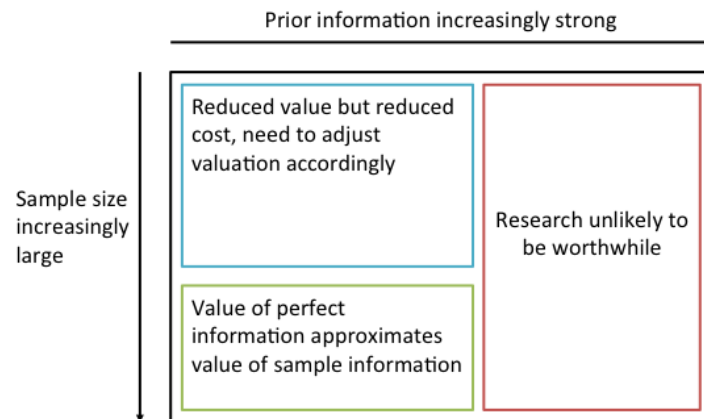 Prior information increasingly strong
Reduced value but reduced
cost, need to adjust
valuation accordingly
Sample size
increasingly
large
Research unlikely to
be worthwhile
Value of perfect
information approximates
value of sample information